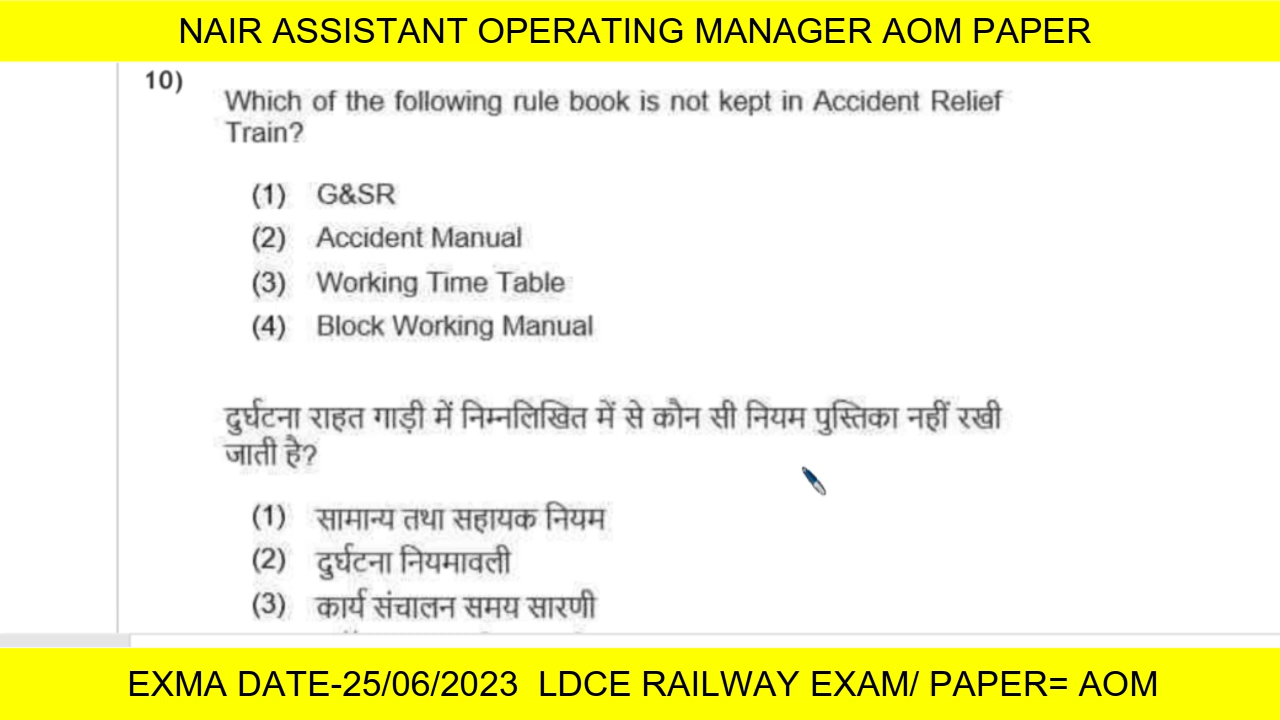 NAIR ASSISTANT OPERATING MANAGER AOM PAPER
10)
Which of the following rule book is not kept in Accident Relief
Train?
(1) G&SR
(2) Accident Manual
(3) Working Time Table
(4) Block Working Manual
दुर्घटना राहत गाड़ी में निम्नलिखित में से कौन सी नियम पुस्तिका नहीं रखी
जाती है?
(1) सामान्य तथा सहायक नियम
(2) दुर्घटना नियमावली
(3) कार्य संचालन समय सारणी
EXMA DATE-25/06/2023 LDCE RAILWAY EXAM/ PAPER= AOM